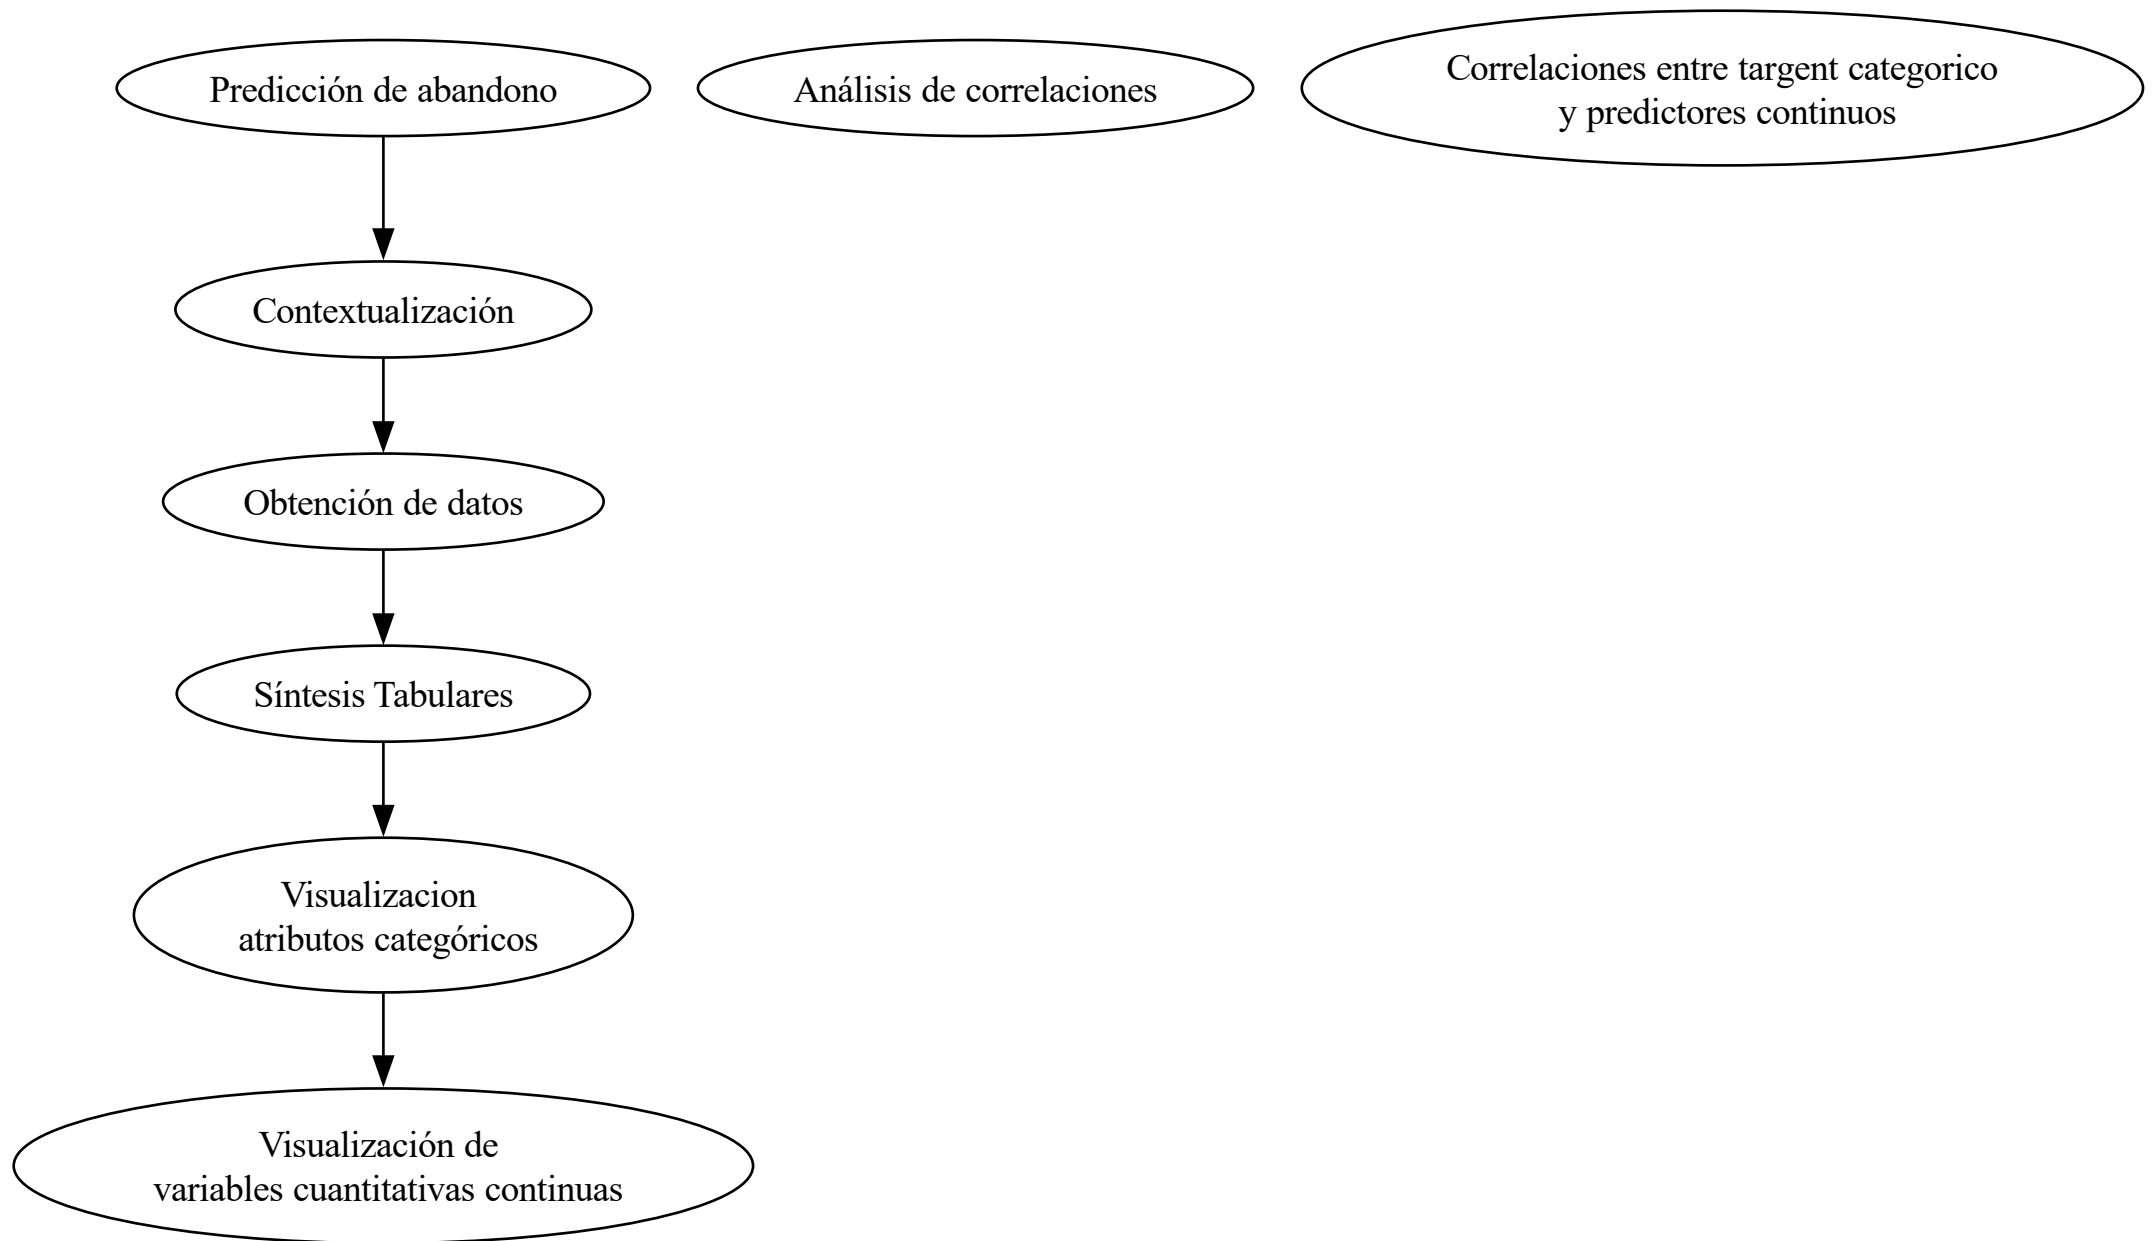 Predicción de abandono
Análisis de correlaciones
Correlaciones entre targent categorico
y predictores continuos
Contextualización
Obtención de datos
Síntesis Tabulares
Visualizacion
atributos categóricos
Visualización de
variables cuantitativas continuas